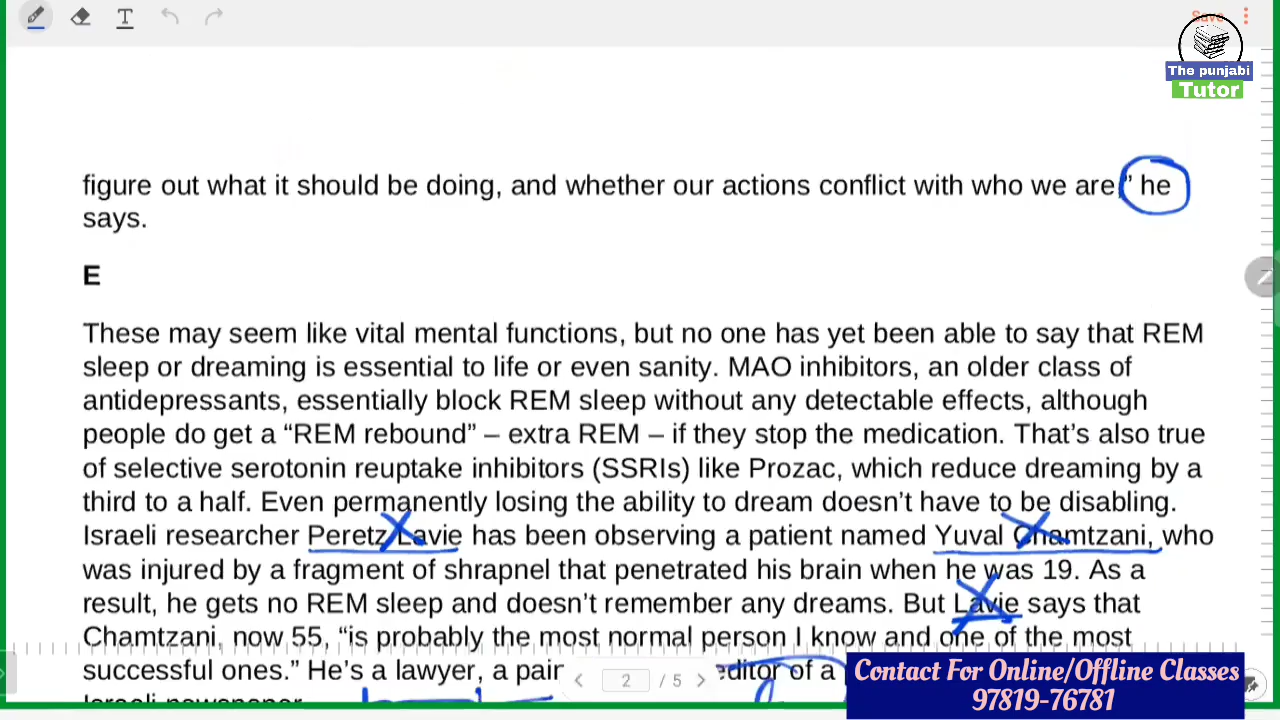 T
Save
The punjabi
Tutor
figure out what it should be doing, and whether our actions conflict with who we are,” he
says.
E
These may seem like vital mental functions, but no one has yet been able to say that REM
sleep or dreaming is essential to life or even sanity. MAO inhibitors, an older class of
antidepressants, essentially block REM sleep without any detectable effects, although
people do get a “REM rebound” – extra REM – if they stop the medication. That’s also true
of selective serotonin reuptake inhibitors (SSRIs) like Prozac, which reduce dreaming by a
third to a half. Even permanently losing the ability to dream doesn’t have to be disabling.
Israeli researcher Peretz Lavie has been observing a patient named Yuval Chamtzani, who
was injured by a fragment of shrapnel that penetrated his brain when he was 19. As a
result, he gets no REM sleep and doesn’t remember any dreams. But Lavie says that
Chamtzani, now 55, “is probably the most normal person I know and one of the most
successful ones.” He’s a lawyer, a pain editor of a
2 / 5
Israeli newspaper
Contact For Online/Offline Classes
97819-76781